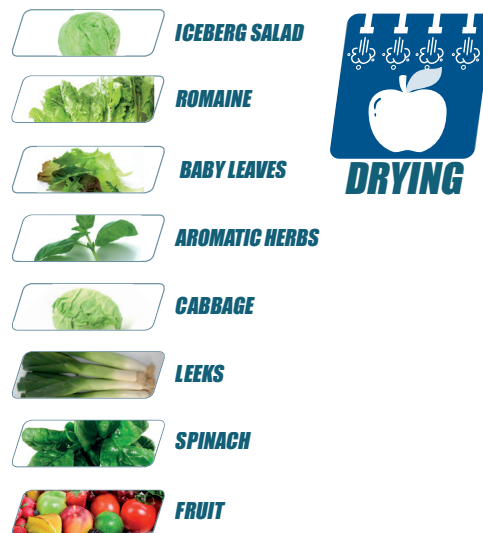 ICEBERG SALAD
ROMAINE
BABY LEAVES
DRYING
AROMATIC HERBS
CABBAGE
LEEKS
SPINACH
FRUIT